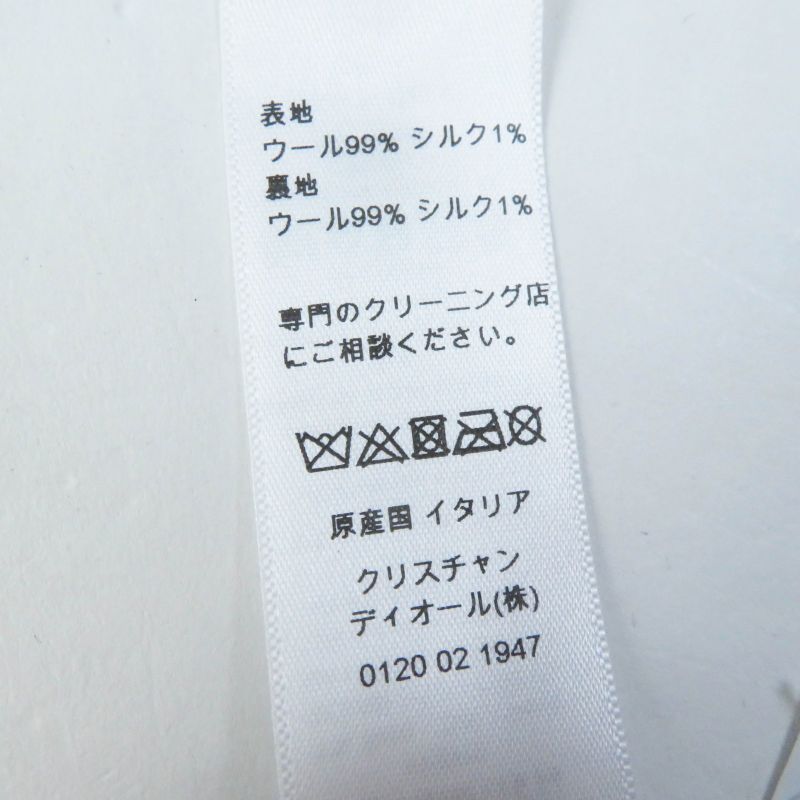 表地
ウール99% シルク1%
裏地
ウール99% シルク1%
専門のクリーニング店
にご相談ください。
原産国 イタリア
クリスチャン
ディオール(株)
0120 02 1947